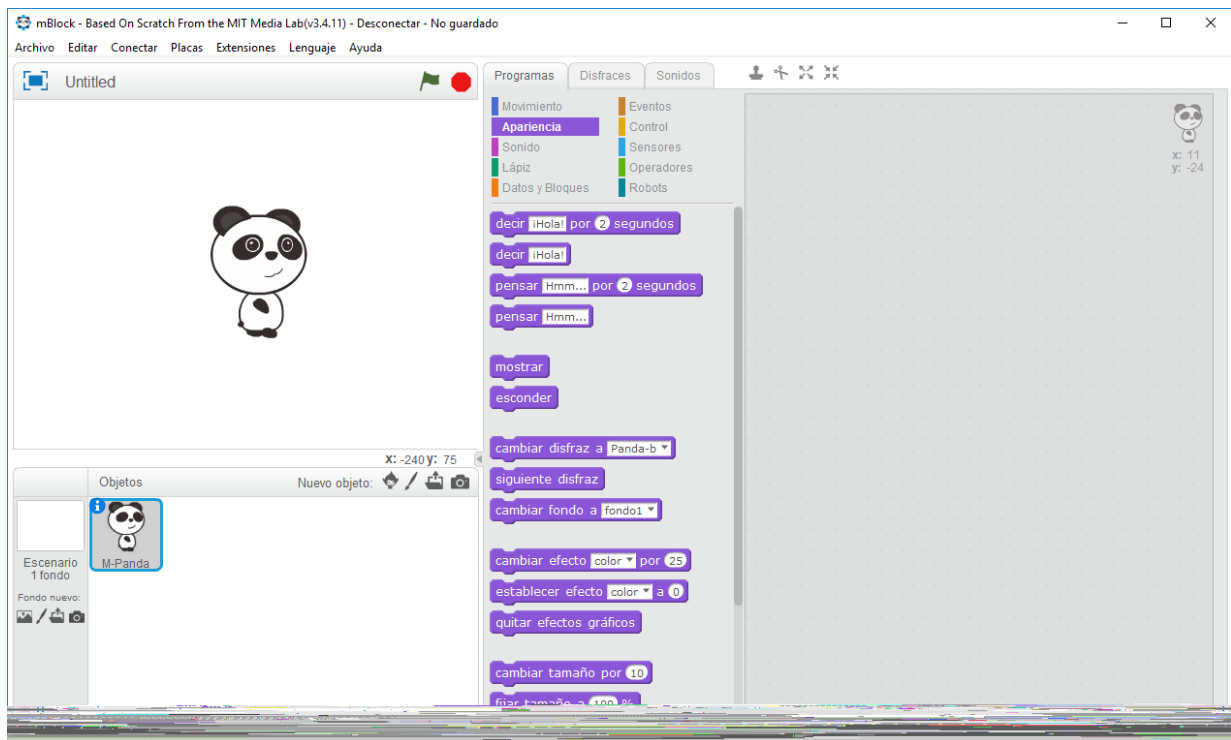 mBlock - Based On Scratch From the MIT Media Lab(v3.4.11) - Desconectar - No guardado
Archivo Editar Conectar Placas Extensiones Lenguaje Ayuda
Untitled
x: -240 y: 75
Objetos
Nuevo objeto:
Escenario
1 fondo
Fondo nuevo:
M-Panda
Programas Disfraces Sonidos
Movimiento Eventos
Apariencia Control
Sonido Sensores
Lápiz Operadores
Datos y Bloques Robots
decir ¡Hola! por 2 segundos
decir ¡Hola!
pensar Hmm... por 2 segundos
pensar Hmm...
mostrar
esconder
cambiar disfraz a Panda-b
siguiente disfraz
cambiar fondo a fondo1
cambiar efecto color por 25
establecer efecto color a 0
quitar efectos gráficos
cambiar tamaño por 10
fijar tamaño a 100 %
x: 11
y: -24